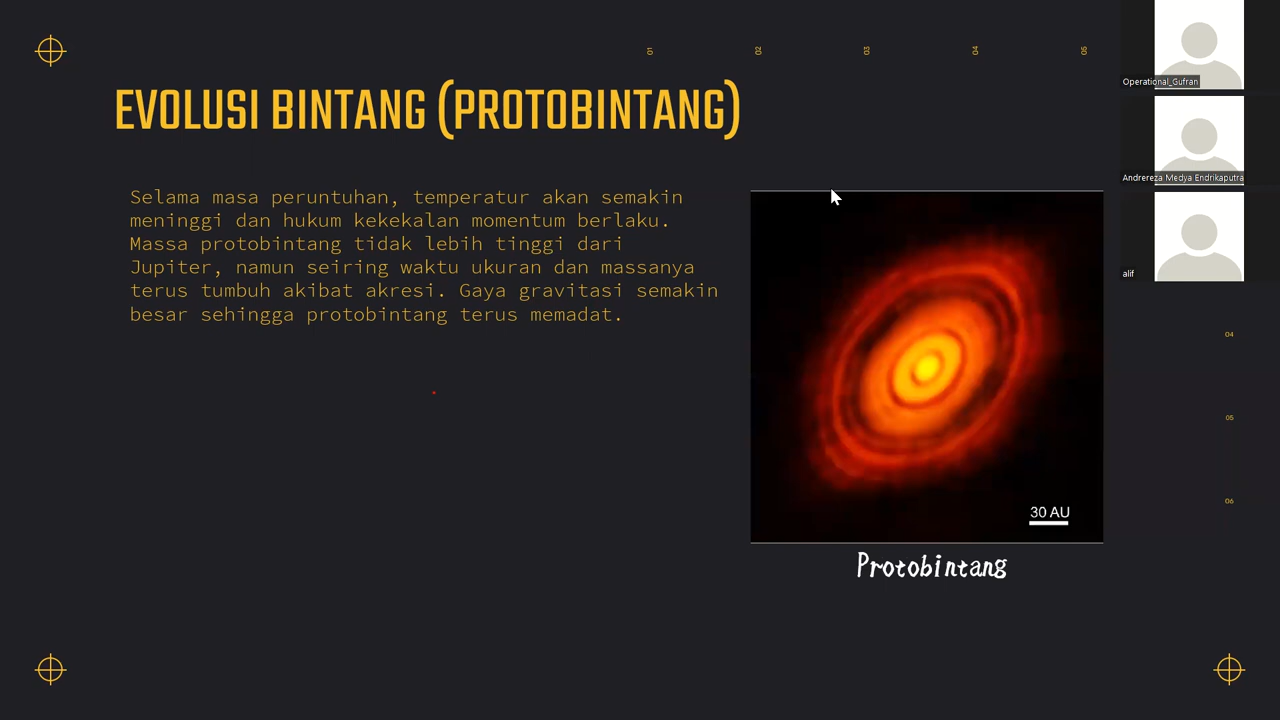 01 02 03 04 05
EVOLUSI BINTANG (PROTOBINTANG)
Selama masa peruntuhan, temperatur akan semakin
meninggi dan hukum kekekalan momentum berlaku.
Massa protobintang tidak lebih tinggi dari
Jupiter, namun seiring waktu ukuran dan massanya
terus tumbuh akibat akresi. Gaya gravitasi semakin
besar sehingga protobintang terus memadat.
30 AU
Protobintang
Operational_Gufran
Andrereza Medya Endrikaputra
alif
04
05
06